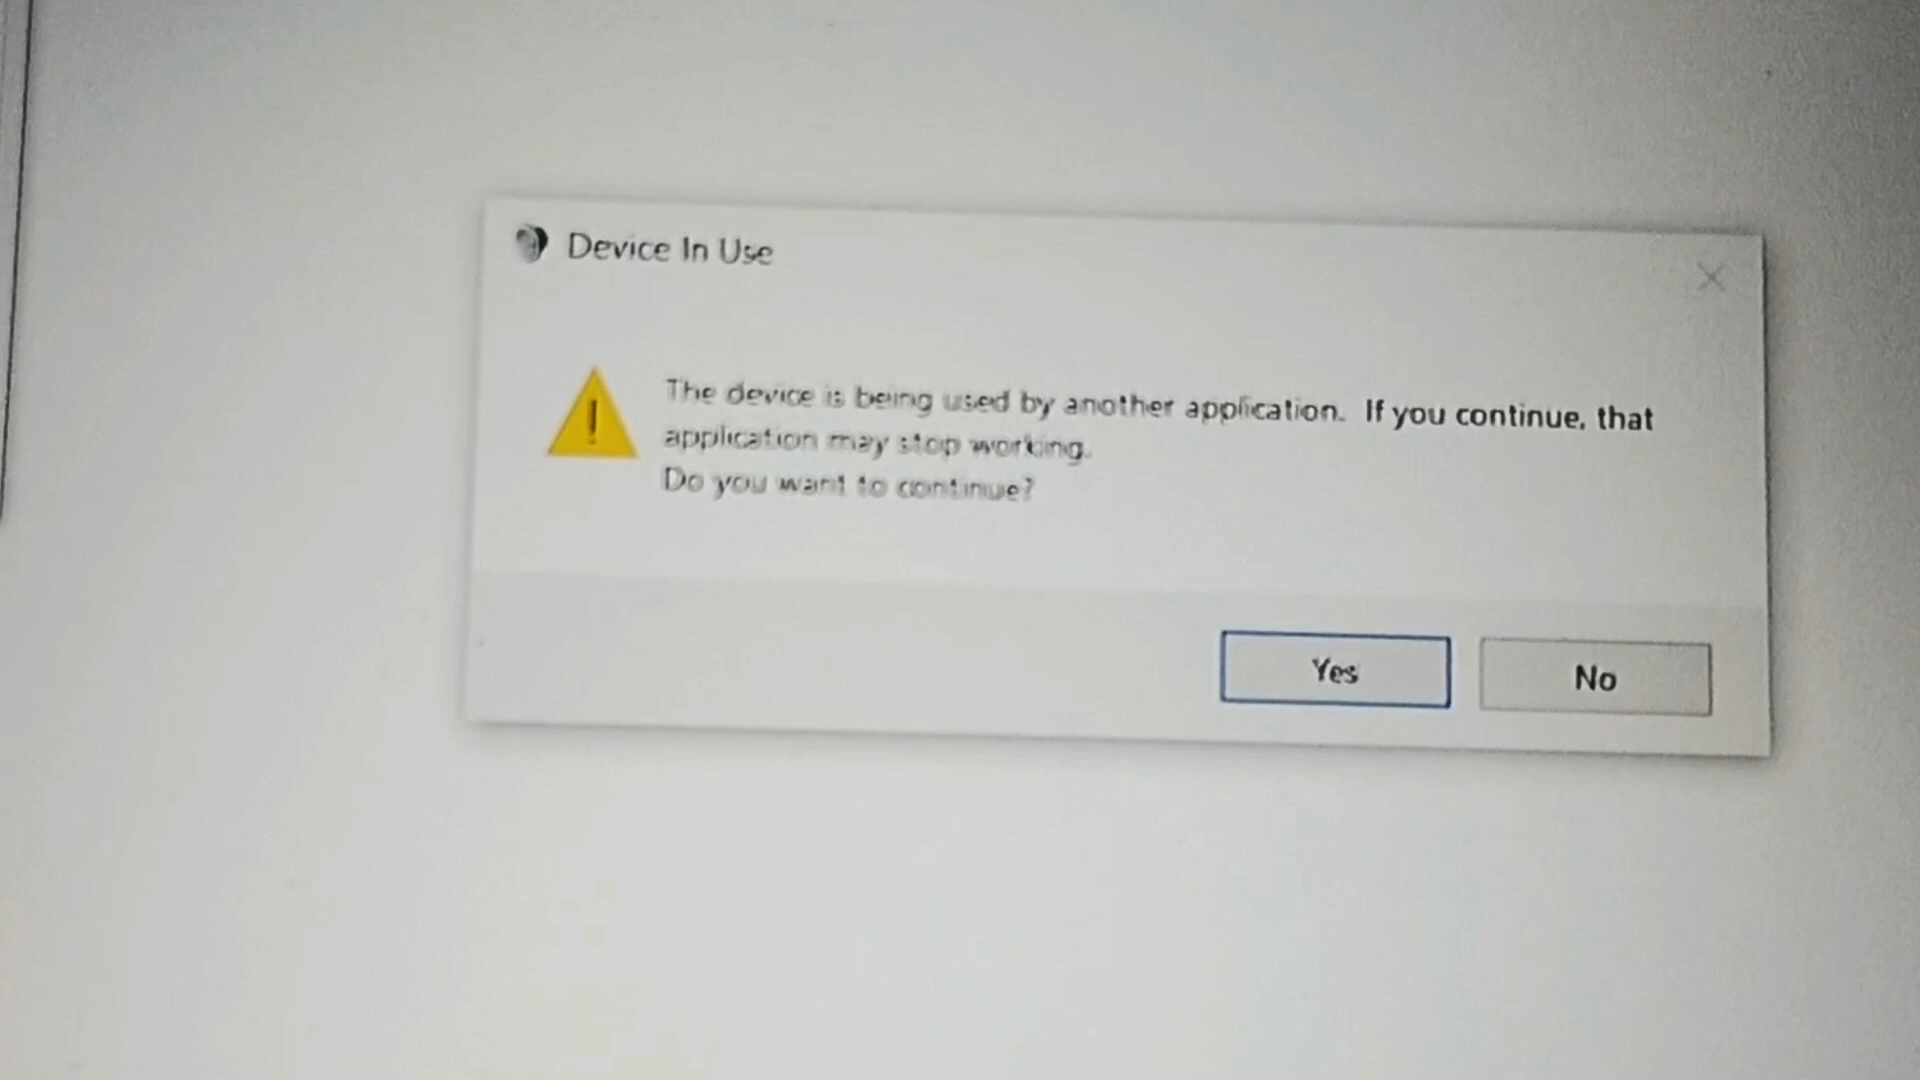 Device In Use
The device is being used by another application. If you continue, that
application may stop working.
Do you want to continue?
Yes
No